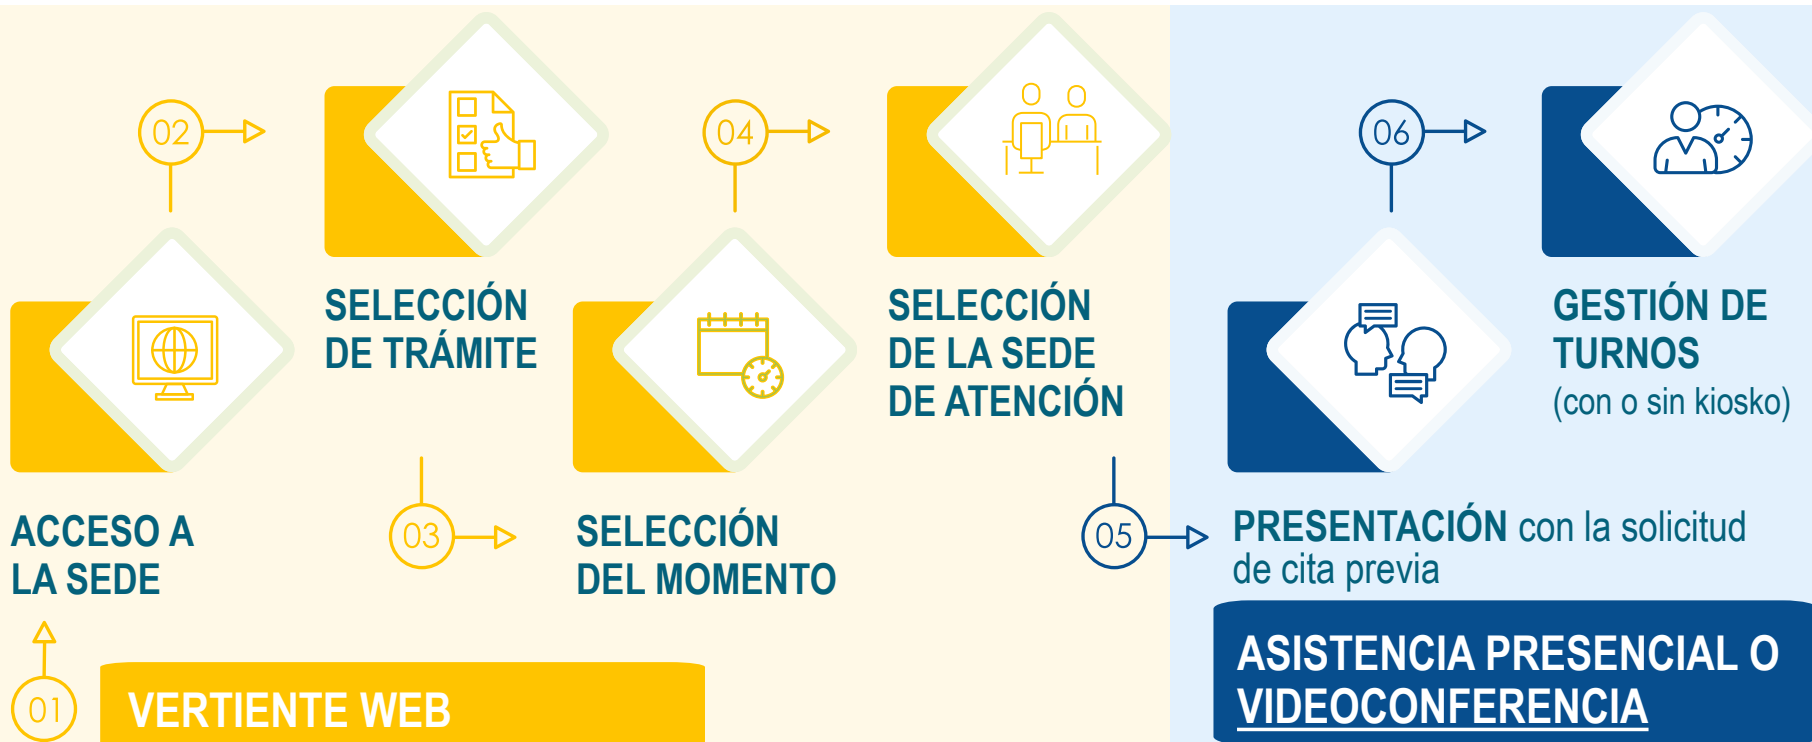 01
ACCESO A
LA SEDE
02
SELECCIÓN
DE TRÁMITE
03
SELECCIÓN
DEL MOMENTO
04
SELECCIÓN
DE LA SEDE
DE ATENCIÓN
VERTIENTE WEB
05
PRESENTACIÓN con la solicitud
de cita previa
06
GESTIÓN DE
TURNOS
(con o sin kiosko)
ASISTENCIA PRESENCIAL O
VIDEOCONFERENCIA